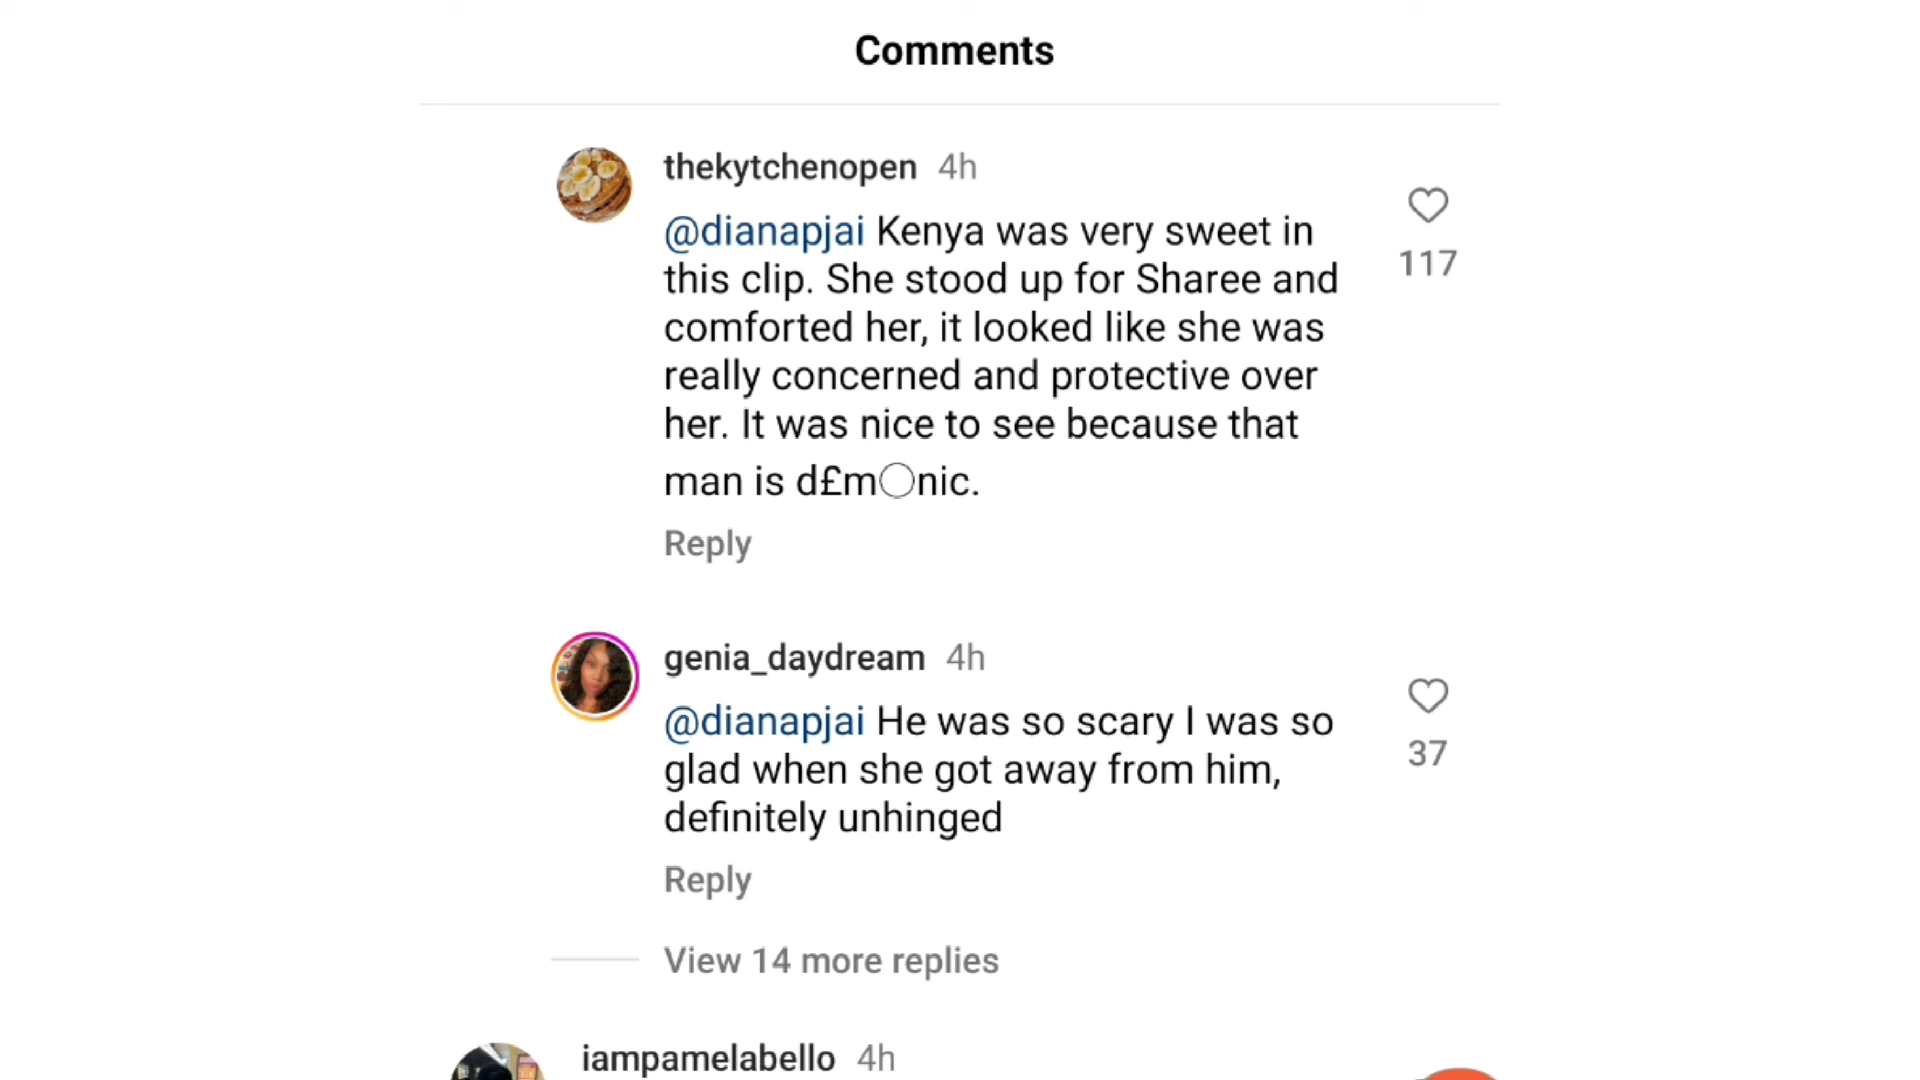 Comments
thekytchenopen 4h
@dianapjai Kenya was very sweet in
this clip. She stood up for Sharee and
comforted her, it looked like she was
really concerned and protective over
her. It was nice to see because that
man is d£m◯nic.
117
Reply
genia_daydream 4h
@dianapjai He was so scary I was so
glad when she got away from him,
definitely unhinged
37
Reply
View 14 more replies
iampamelabello 4h